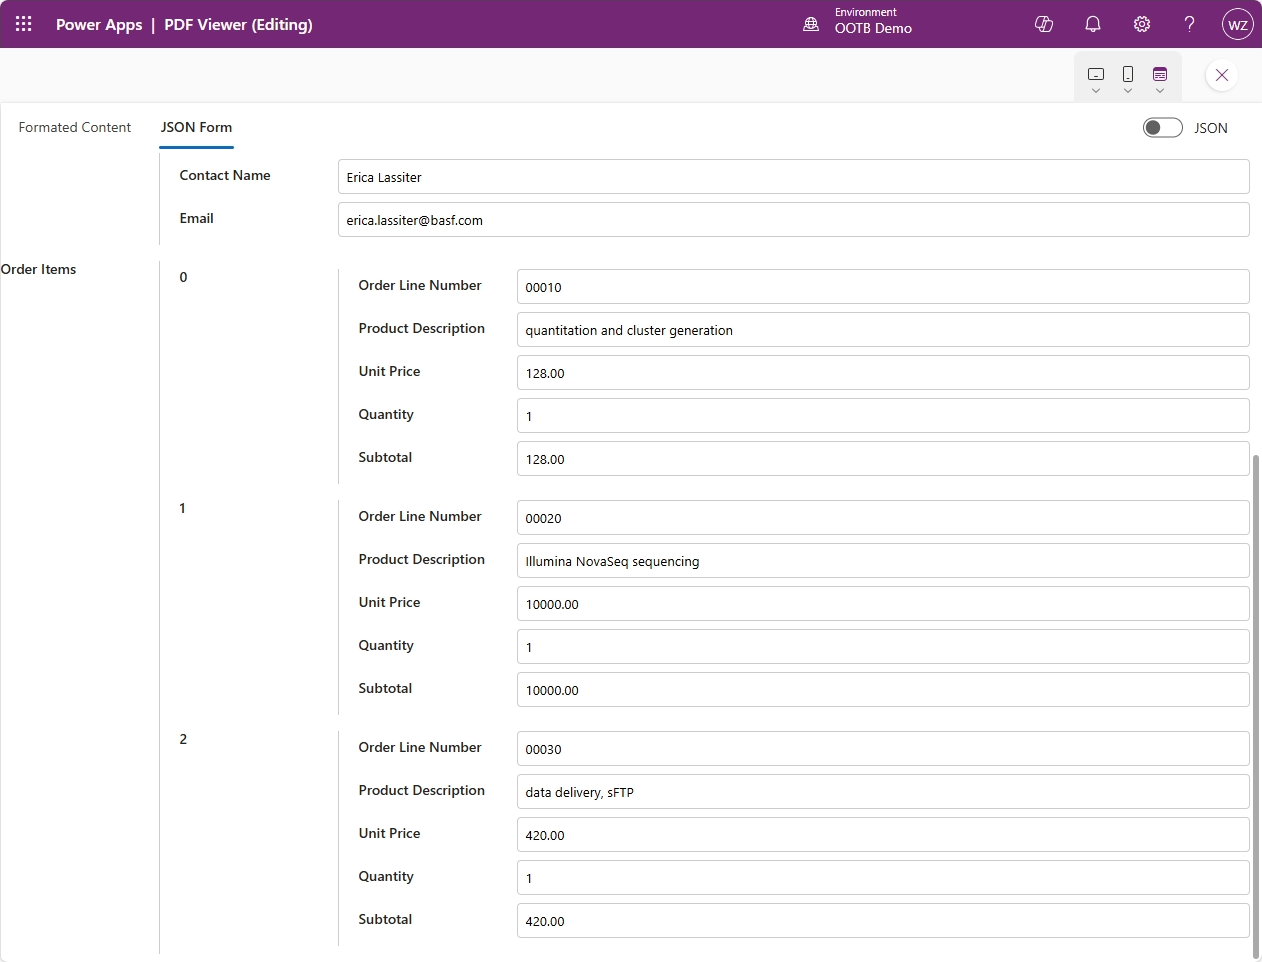 Power Apps | PDF Viewer (Editing)
Environment
OOTB Demo
WZ
Formated Content
JSON Form
JSON
Contact Name
Erica Lassiter
Email
erica.lassiter@basf.com
Order Items
0
Order Line Number
00010
Product Description
quantitation and cluster generation
Unit Price
128.00
Quantity
1
Subtotal
128.00
1
Order Line Number
00020
Product Description
Illumina NovaSeq sequencing
Unit Price
10000.00
Quantity
1
Subtotal
10000.00
2
Order Line Number
00030
Product Description
data delivery, sFTP
Unit Price
420.00
Quantity
1
Subtotal
420.00